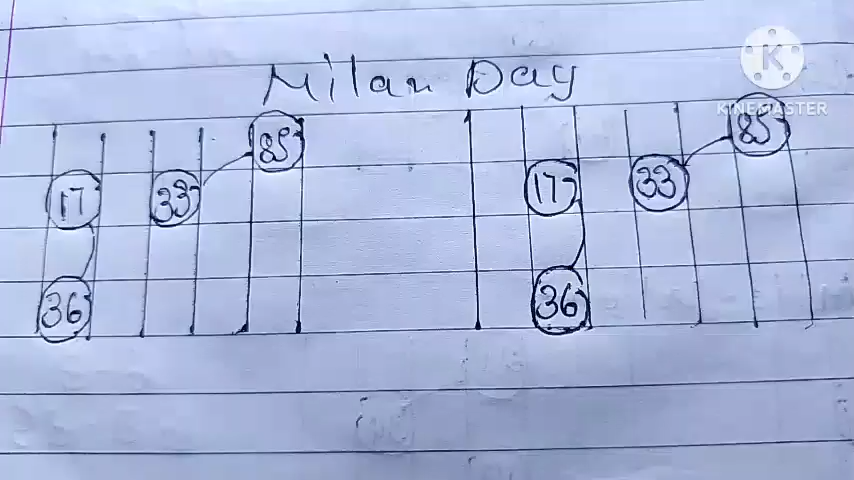 Milan Day
K
KINEMASTER
85 85
17 33 17 33
36 36